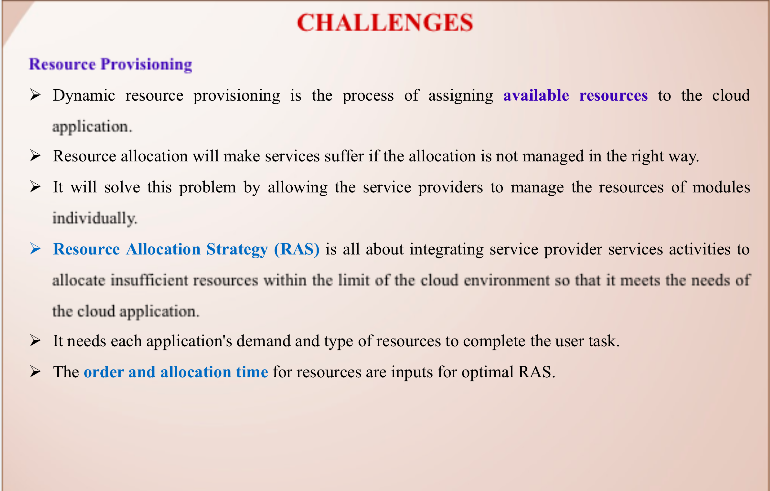 CHALLENGES
Resource Provisioning
➢ Dynamic resource provisioning is the process of assigning available resources to the cloud
application.
➢ Resource allocation will make services suffer if the allocation is not managed in the right way.
➢ It will solve this problem by allowing the service providers to manage the resources of modules
individually.
➢ Resource Allocation Strategy (RAS) is all about integrating service provider services activities to
allocate insufficient resources within the limit of the cloud environment so that it meets the needs of
the cloud application.
➢ It needs each application's demand and type of resources to complete the user task.
➢ The order and allocation time for resources are inputs for optimal RAS.